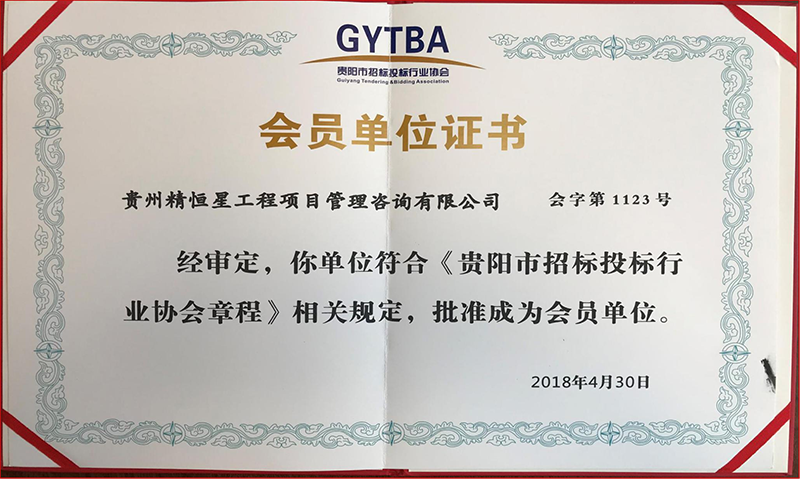 GYTBA
贵阳市招标投标行业协会
Guiyang Tendering &Bidding Association
会员单位证书
贵州精恒星工程项目管理咨询有限公司 会字第1123号
经审定，你单位符合《贵阳市招标投标行
业协会章程》相关规定，批准成为会员单位。
2018年4月30日